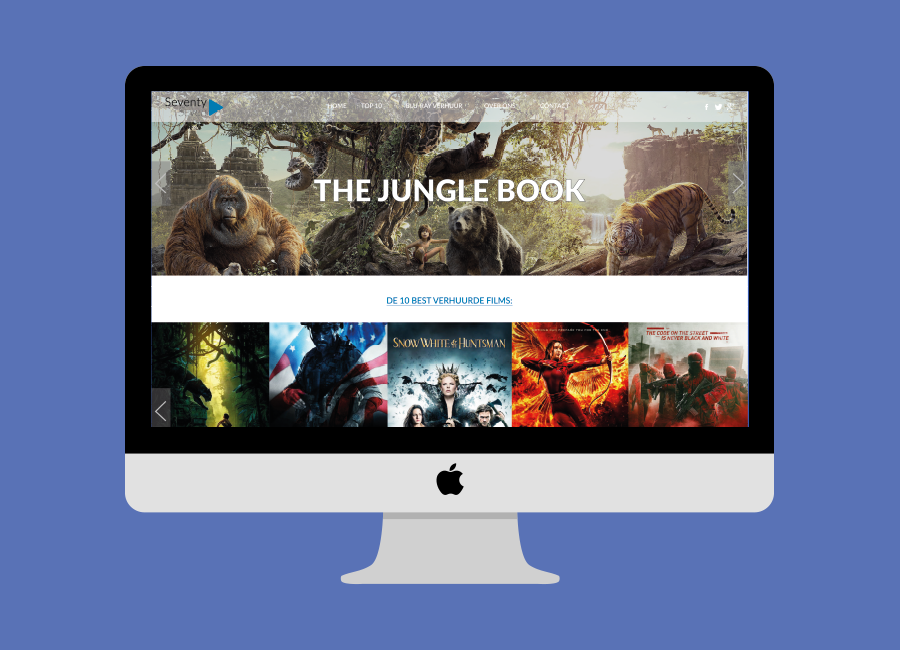 Seventy
HOME TOP 10 BLU-RAY VERHUUR OVER ONS CONTACT
THE JUNGLE BOOK
DE 10 BEST VERHUURDE FILMS:
SNOW WHITE & THE HUNTSMAN
THE CODE ON THE STREET
IS NEVER BLACK AND WHITE